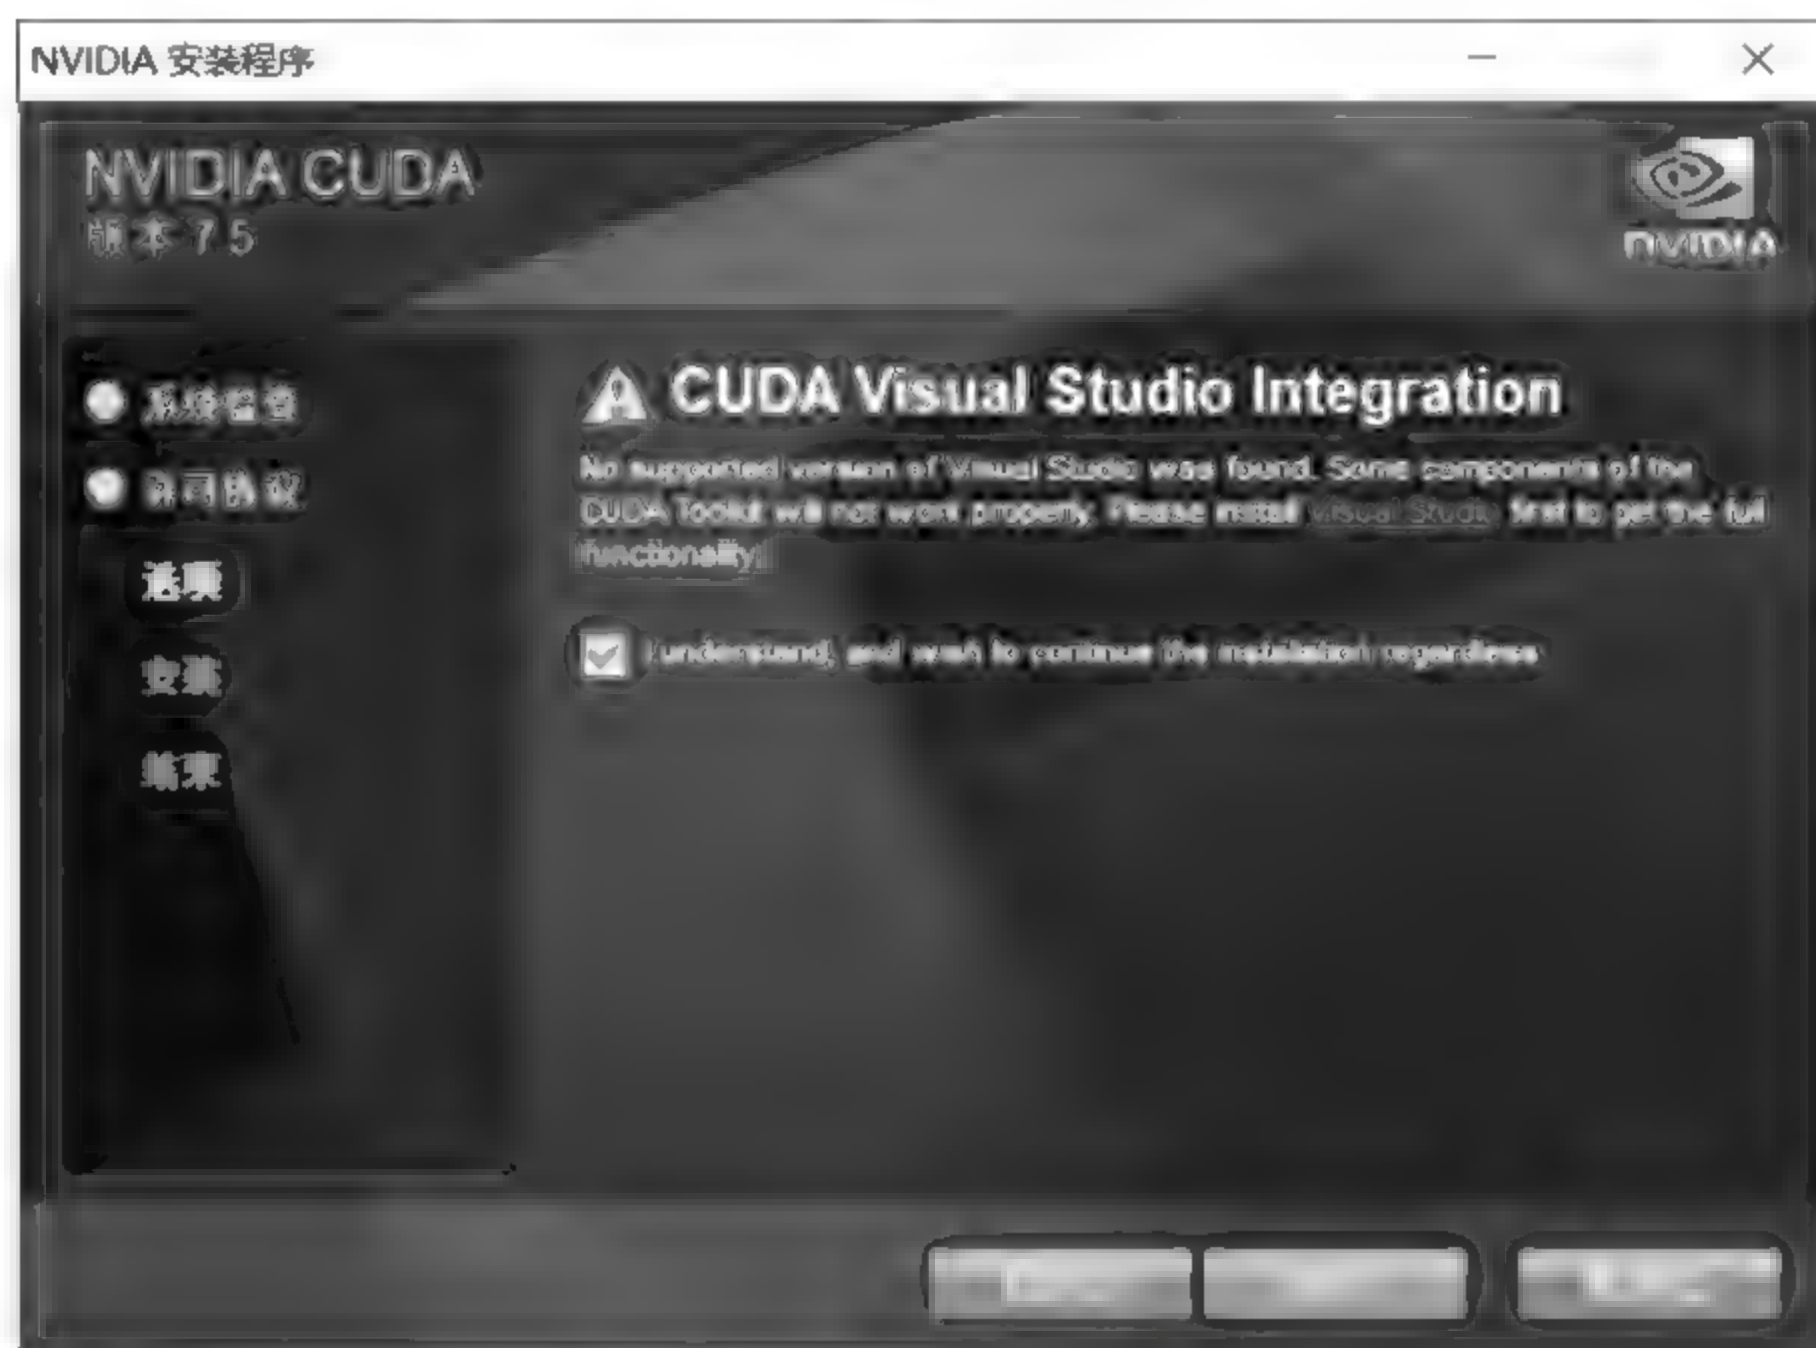 NVIDIA 安装程序
NVIDIA CUDA
版本 7.5
NVIDIA
系统检查
许可协议
选项
安装
结束
CUDA Visual Studio Integration
No supported version of Visual Studio was found. Some components of the
CUDA Toolkit will not work properly. Please install Visual Studio first to get the full
functionality.
I understand, and wish to continue the installation regardless.